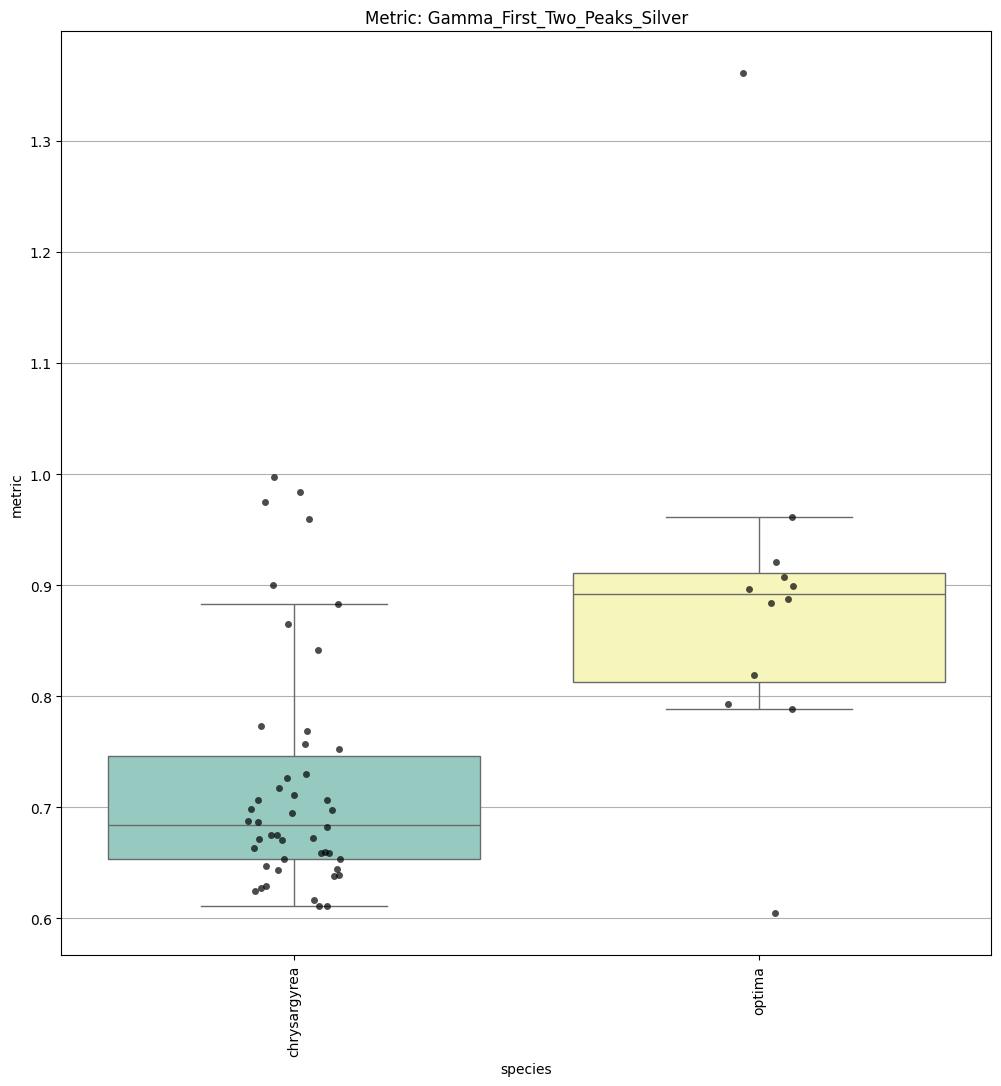 Metric: Gamma_First_Two_Peaks_Silver
1.3
1.2
1.1
1.0
0.9
0.8
0.7
0.6
metric
chrysargyrea
optima
species